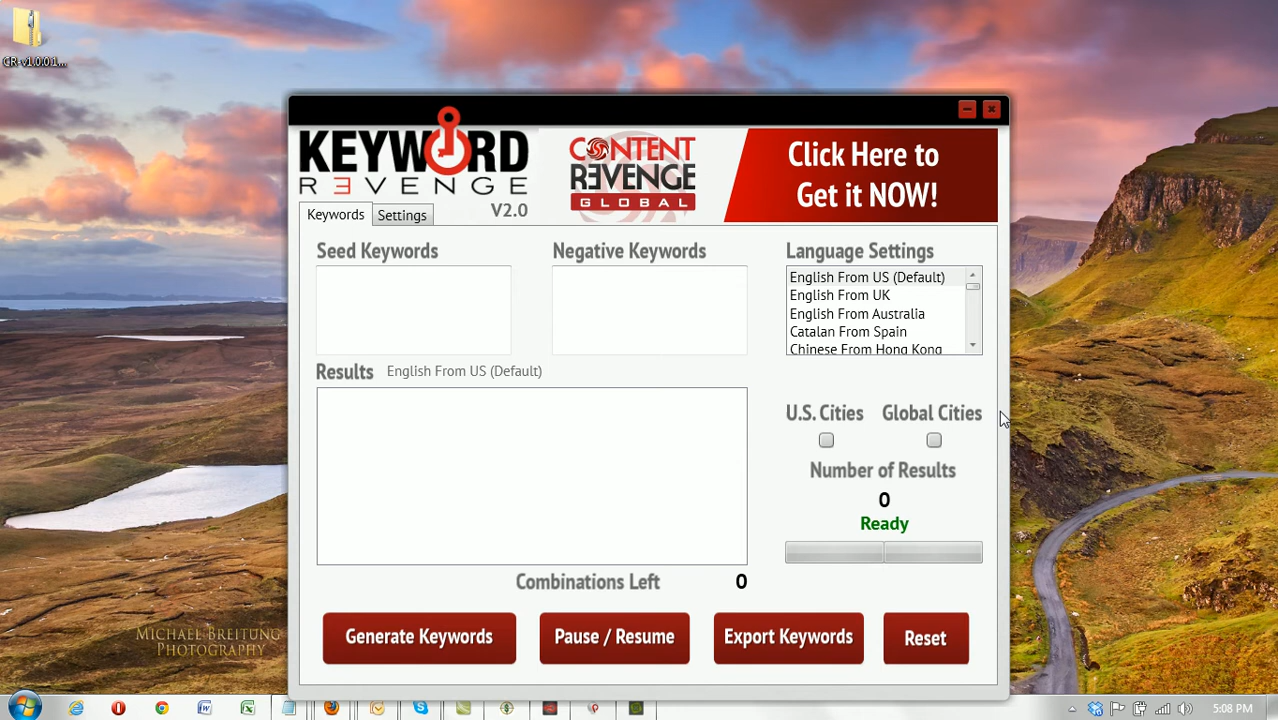 CR-v1.0.0.1...
KEYWORD
REVENGE
V2.0
CONTENT
REVENGE
GLOBAL
Click Here to
Get it NOW!
Keywords
Settings
Seed Keywords
Negative Keywords
Language Settings
English From US (Default)
English From UK
English From Australia
Catalan From Spain
Chinese From Hong Kong
Results
English From US (Default)
U.S. Cities
Global Cities
Number of Results
0
Ready
Combinations Left
0
Generate Keywords
Pause / Resume
Export Keywords
Reset
MICHAEL BREITUNG
PHOTOGRAPHY
5:08 PM